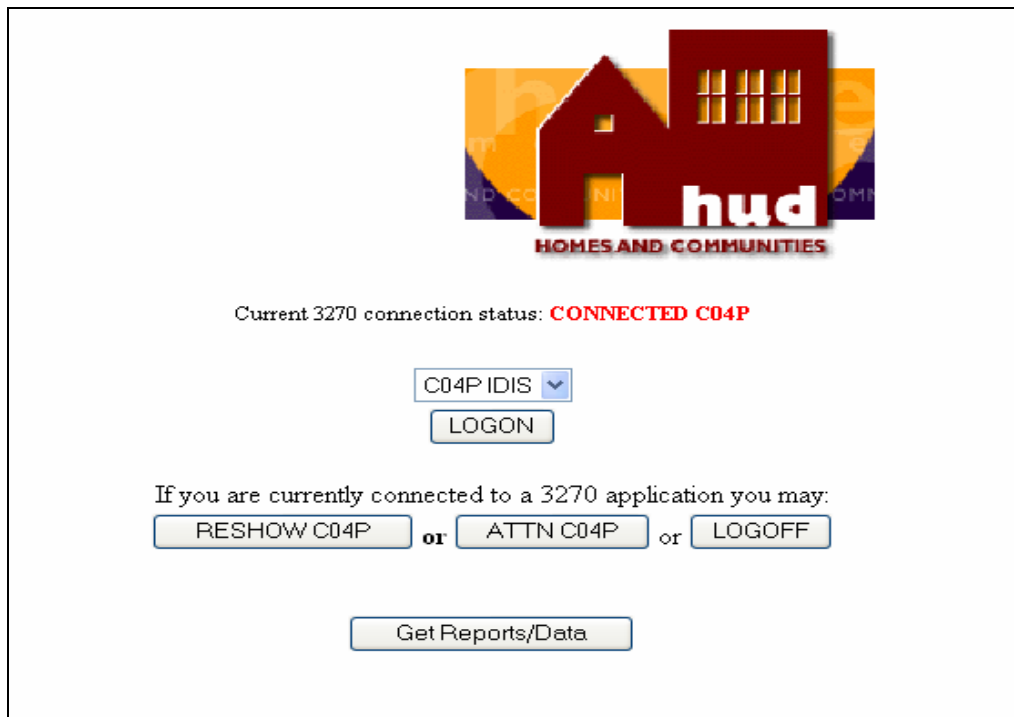 hud
HOMES AND COMMUNITIES
Current 3270 connection status: CONNECTED C04P
C04P IDIS
LOGON
If you are currently connected to a 3270 application you may:
RESHOW C04P or ATTN C04P or LOGOFF
Get Reports/Data